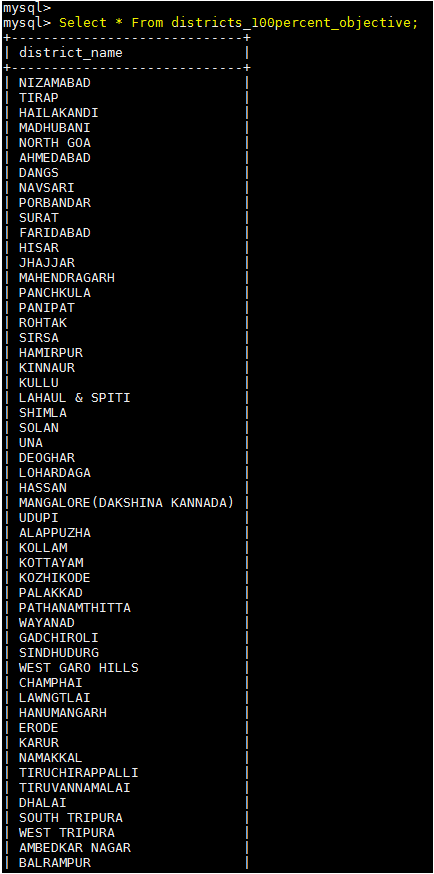 mysql>
mysql> Select * From districts_100percent_objective;
+-----------------------------+
| district_name               |
+-----------------------------+
| NIZAMABAD                   |
| TIRAP                       |
| HAILAKANDI                  |
| MADHUBANI                   |
| NORTH GOA                   |
| AHMEDABAD                   |
| DANGS                       |
| NAVSARI                     |
| PORBANDAR                   |
| SURAT                       |
| FARIDABAD                   |
| HISAR                       |
| JHAJJAR                     |
| MAHENDRAGARH                |
| PANCHKULA                   |
| PANIPAT                     |
| ROHTAK                      |
| SIRSA                       |
| HAMIRPUR                    |
| KINNAUR                     |
| KULLU                       |
| LAHAUL & SPITI              |
| SHIMLA                      |
| SOLAN                       |
| UNA                         |
| DEOGHAR                     |
| LOHARDAGA                   |
| HASSAN                      |
| MANGALORE(DAKSHINA KANNADA) |
| UDUPI                       |
| ALAPPUZHA                   |
| KOLLAM                      |
| KOTTAYAM                    |
| KOZHIKODE                   |
| PALAKKAD                    |
| PATHANAMTHITTA              |
| WAYANAD                     |
| GADCHIROLI                  |
| SINDHUDURG                  |
| WEST GARO HILLS             |
| CHAMPHAI                    |
| LAWNGTLAI                   |
| HANUMANGARH                 |
| ERODE                       |
| KARUR                       |
| NAMAKKAL                    |
| TIRUCHIRAPPALLI             |
| TIRUVANNAMALAI              |
| DHALAI                      |
| SOUTH TRIPURA               |
| WEST TRIPURA                |
| AMBEDKAR NAGAR              |
| BALRAMPUR                   |